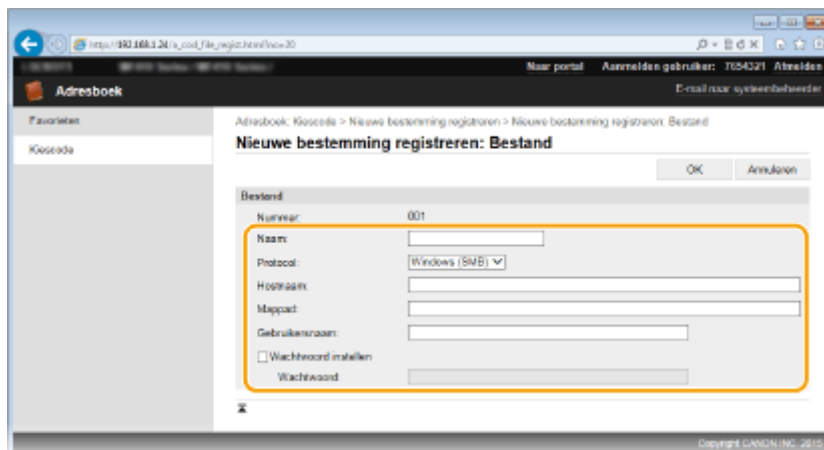 http://192.168.1.24/a_cod_file_regist.html?no=20
Naar portal Aanmelden gebruiker: 7654321 Afmelden
Adresboek E-mail naar systeembeheerder
Favorieten
Kiescode
Adresboek: Kiescode > Nieuwe bestemming registreren > Nieuwe bestemming registreren: Bestand
Nieuwe bestemming registreren: Bestand
OK Annuleren
Bestand
Nummer: 001
Naam:
Protocol: Windows (SMB)
Hostnaam:
Mappad:
Gebruikersnaam:
Wachtwoord instellen
Wachtwoord:
Copyright CANON INC. 2015